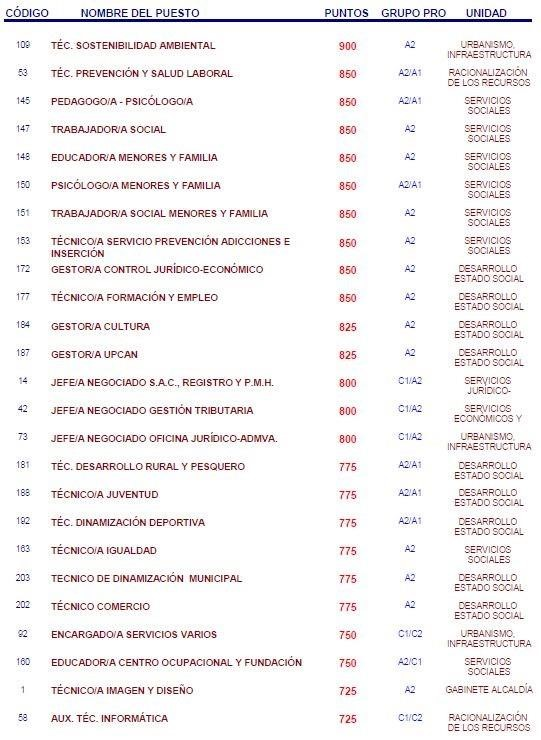 CÓDIGO NOMBRE DEL PUESTO PUNTOS GRUPO PRO UNIDAD
109 TÉC. SOSTENIBILIDAD AMBIENTAL 900 A2 URBANISMO, INFRAESTRUCTURA
53 TÉC. PREVENCIÓN Y SALUD LABORAL 850 A2/A1 RACIONALIZACIÓN DE LOS RECURSOS
145 PEDAGOGO/A - PSICÓLOGO/A 850 A2/A1 SERVICIOS SOCIALES
147 TRABAJADOR/A SOCIAL 850 A2 SERVICIOS SOCIALES
148 EDUCADOR/A MENORES Y FAMILIA 850 A2 SERVICIOS SOCIALES
150 PSICÓLOGO/A MENORES Y FAMILIA 850 A2/A1 SERVICIOS SOCIALES
151 TRABAJADOR/A SOCIAL MENORES Y FAMILIA 850 A2 SERVICIOS SOCIALES
153 TÉCNICO/A SERVICIO PREVENCIÓN ADICCIONES E INSERCIÓN 850 A2 SERVICIOS SOCIALES
172 GESTOR/A CONTROL JURÍDICO-ECONÓMICO 850 A2 DESARROLLO ESTADO SOCIAL
177 TÉCNICO/A FORMACIÓN Y EMPLEO 850 A2 DESARROLLO ESTADO SOCIAL
184 GESTOR/A CULTURA 825 A2 DESARROLLO ESTADO SOCIAL
187 GESTOR/A UPCAN 825 A2 DESARROLLO ESTADO SOCIAL
14 JEFE/A NEGOCIADO S.A.C., REGISTRO Y P.M.H. 800 C1/A2 SERVICIOS JURÍDICO-
42 JEFE/A NEGOCIADO GESTIÓN TRIBUTARIA 800 C1/A2 SERVICIOS ECONÓMICOS Y
73 JEFE/A NEGOCIADO OFICINA JURÍDICO-ADMVA. 800 C1/A2 URBANISMO, INFRAESTRUCTURA
181 TÉC. DESARROLLO RURAL Y PESQUERO 775 A2/A1 DESARROLLO ESTADO SOCIAL
188 TÉCNICO/A JUVENTUD 775 A2/A1 DESARROLLO ESTADO SOCIAL
192 TÉC. DINAMIZACIÓN DEPORTIVA 775 A2/A1 DESARROLLO ESTADO SOCIAL
163 TÉCNICO/A IGUALDAD 775 A2 SERVICIOS SOCIALES
203 TECNICO DE DINAMIZACIÓN MUNICIPAL 775 A2 DESARROLLO ESTADO SOCIAL
202 TÉCNICO COMERCIO 775 A2 DESARROLLO ESTADO SOCIAL
92 ENCARGADO/A SERVICIOS VARIOS 750 C1/C2 URBANISMO, INFRAESTRUCTURA
160 EDUCADOR/A CENTRO OCUPACIONAL Y FUNDACIÓN 750 A2/C1 SERVICIOS SOCIALES
1 TÉCNICO/A IMAGEN Y DISEÑO 725 A2 GABINETE ALCALDÍA
58 AUX. TÉC. INFORMÁTICA 725 C1/C2 RACIONALIZACIÓN DE LOS RECURSOS